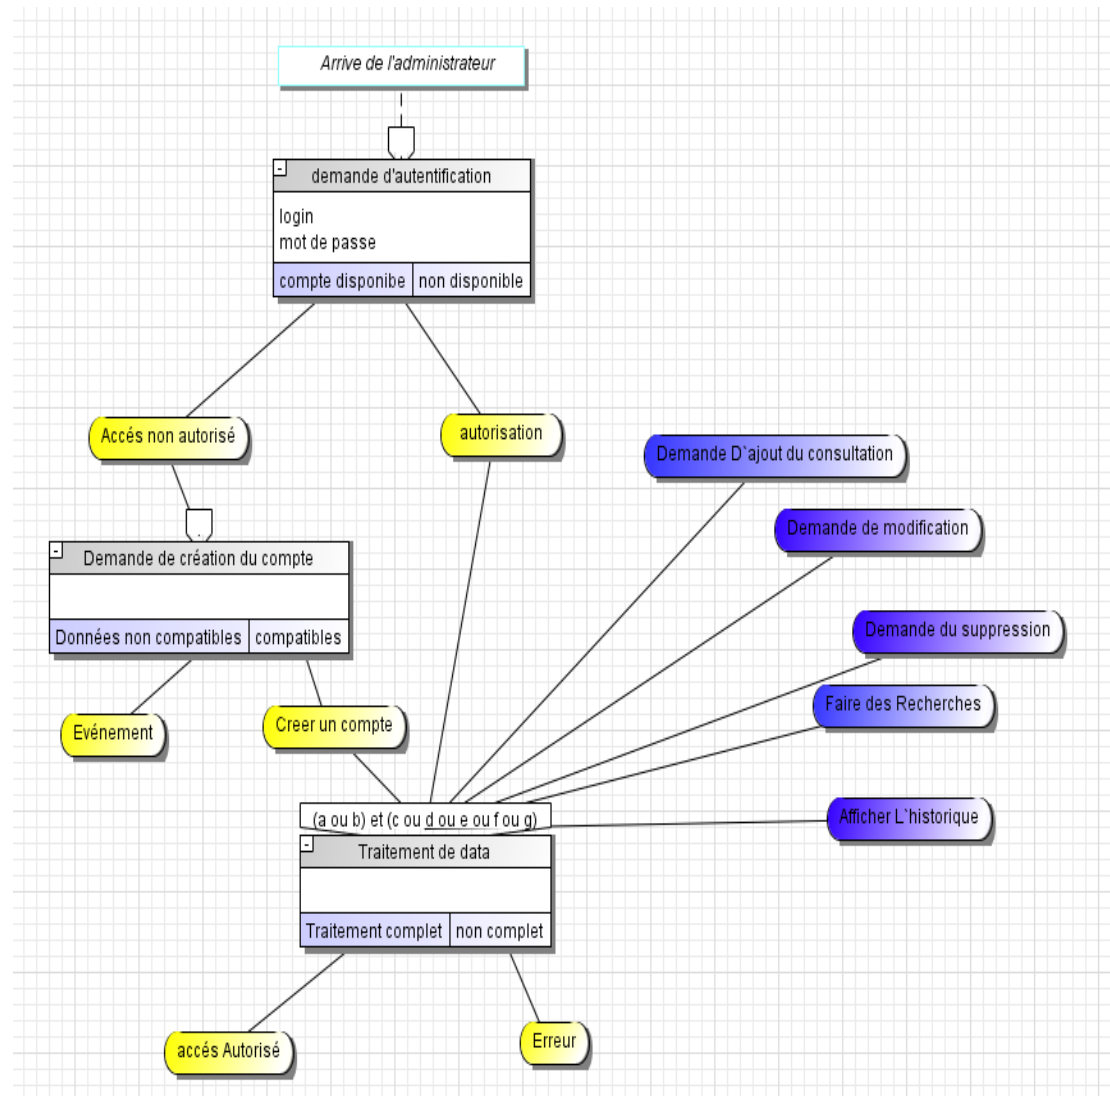 Arrive de l'administrateur
-
demande d'autentification
login
mot de passe
compte disponibe
non disponible
Accés non autorisé
autorisation
Demande D`ajout du consultation
Demande de modification
-
Demande de création du compte
Données non compatibles
compatibles
Demande du suppression
Faire des Recherches
Evénement
Creer un compte
Afficher L`historique
(a ou b) et (c ou d ou e ou f ou g)
-
Traitement de data
Traitement complet
non complet
accés Autorisé
Erreur